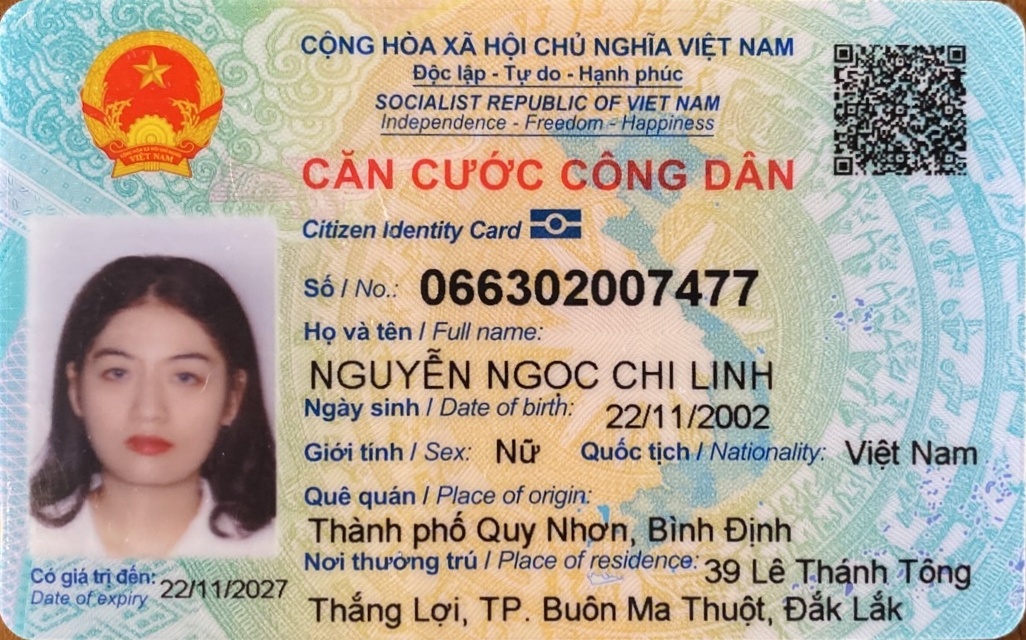 CỘNG HÒA XÃ HỘI CHỦ NGHĨA VIỆT NAM
Độc lập - Tự do - Hạnh phúc
SOCIALIST REPUBLIC OF VIET NAM
Independence - Freedom - Happiness
CĂN CƯỚC CÔNG DÂN
Citizen Identity Card
Số / No.: 066302007477
Họ và tên / Full name:
NGUYỄN NGỌC CHI LINH
Ngày sinh / Date of birth: 22/11/2002
Giới tính / Sex: Nữ Quốc tịch / Nationality: Việt Nam
Quê quán / Place of origin:
Thành phố Quy Nhơn, Bình Định
Nơi thường trú / Place of residence: 39 Lê Thánh Tông
Thắng Lợi, TP. Buôn Ma Thuột, Đắk Lắk
Có giá trị đến: 22/11/2027
Date of expiry
VIỆT NAM